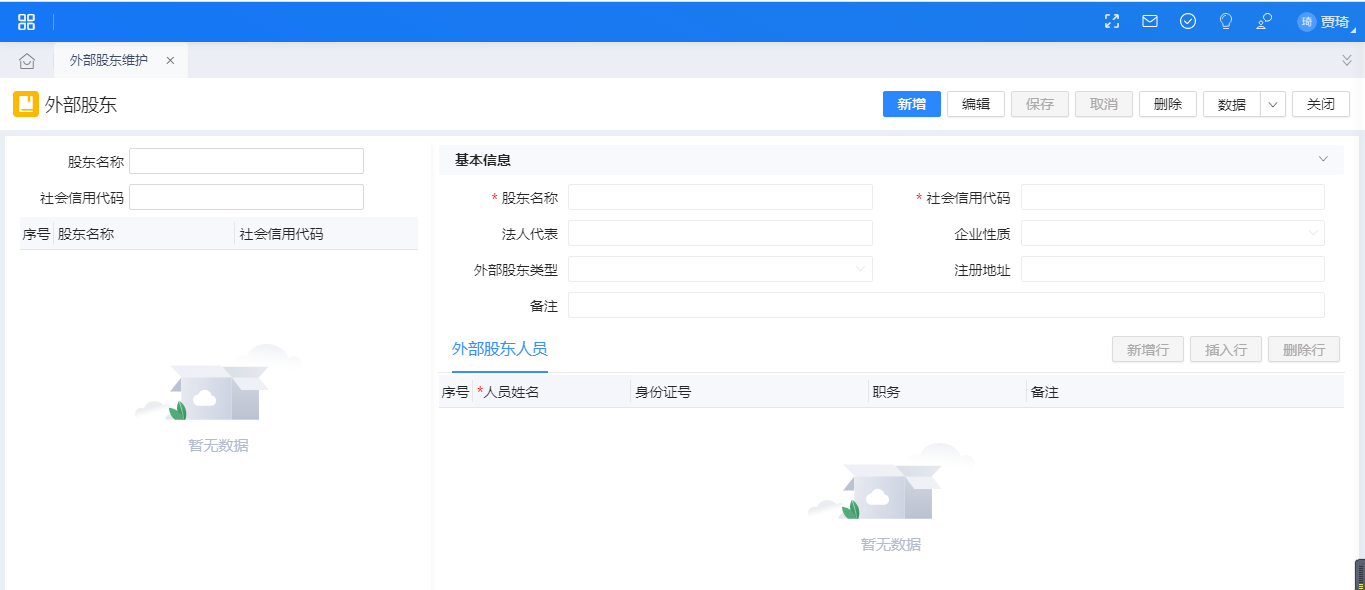 琦 贾琦
外部股东维护 ×
外部股东
新增 编辑 保存 取消 删除 数据 关闭
股东名称
社会信用代码
序号 股东名称 社会信用代码
暂无数据
基本信息
* 股东名称 * 社会信用代码
法人代表 企业性质
外部股东类型 注册地址
备注
外部股东人员 新增行 插入行 删除行
序号 *人员姓名 身份证号 职务 备注
暂无数据